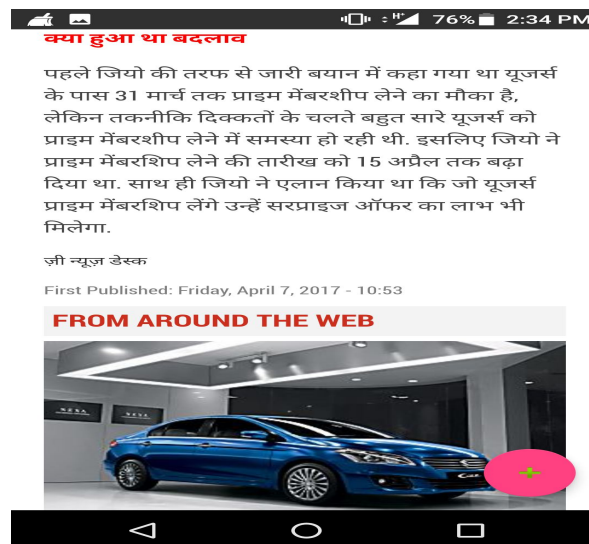 H+ 76% 2:34 PM
क्या हुआ था बदलाव
पहले जियो की तरफ से जारी बयान में कहा गया था यूजर्स
के पास 31 मार्च तक प्राइम मेंबरशीप लेने का मौका है,
लेकिन तकनीकि दिक्कतों के चलते बहुत सारे यूजर्स को
प्राइम मेंबरशीप लेने में समस्या हो रही थी. इसलिए जियो ने
प्राइम मेंबरशिप लेने की तारीख को 15 अप्रैल तक बढ़ा
दिया था. साथ ही जियो ने एलान किया था कि जो यूजर्स
प्राइम मेंबरशिप लेंगे उन्हें सरप्राइज ऑफर का लाभ भी
मिलेगा.
ज़ी न्यूज़ डेस्क
First Published: Friday, April 7, 2017 - 10:53
FROM AROUND THE WEB
NEXA NEXA